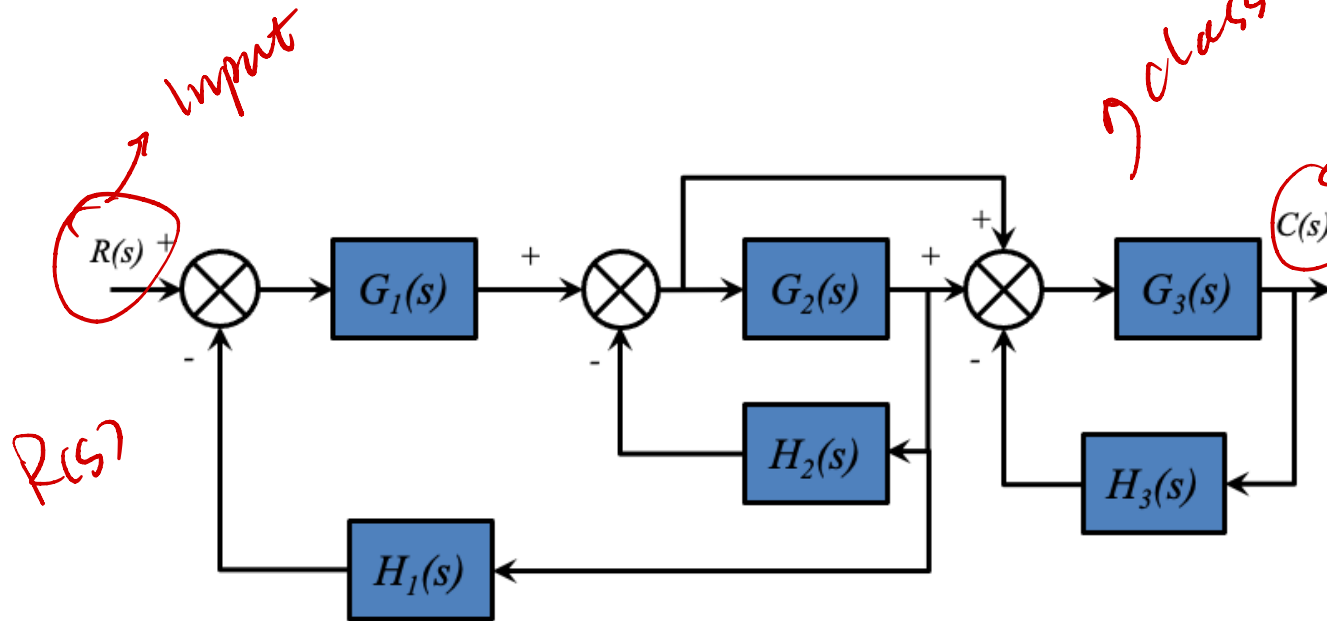 Input
class
R(s) +
+
+
+
C(s)
G₁(s)
G₂(s)
G₃(s)
-
-
-
R(s)
H₂(s)
H₃(s)
H₁(s)